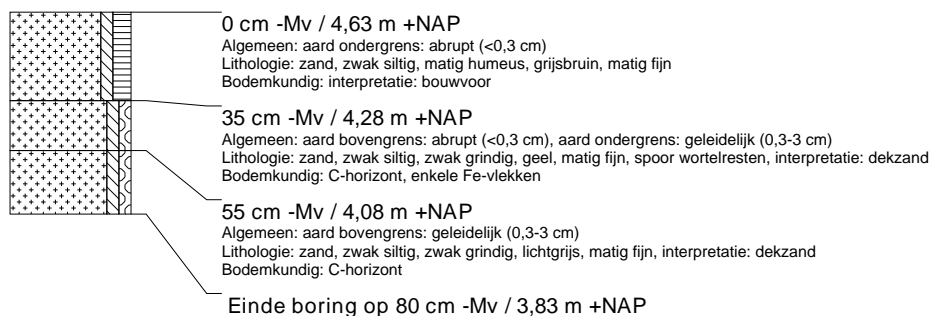 0 cm -Mv / 4,63 m +NAP
Algemeen: aard ondergrens: abrupt (<0,3 cm)
Lithologie: zand, zwak siltig, matig humeus, grijsbruin, matig fijn
Bodemkundig: interpretatie: bouwvoor
35 cm -Mv / 4,28 m +NAP
Algemeen: aard bovengrens: abrupt (<0,3 cm), aard ondergrens: geleidelijk (0,3-3 cm)
Lithologie: zand, zwak siltig, zwak grindig, geel, matig fijn, spoor wortelresten, interpretatie: dekzand
Bodemkundig: C-horizont, enkele Fe-vlekken
55 cm -Mv / 4,08 m +NAP
Algemeen: aard bovengrens: geleidelijk (0,3-3 cm)
Lithologie: zand, zwak siltig, zwak grindig, lichtgrijs, matig fijn, interpretatie: dekzand
Bodemkundig: C-horizont
Einde boring op 80 cm -Mv / 3,83 m +NAP